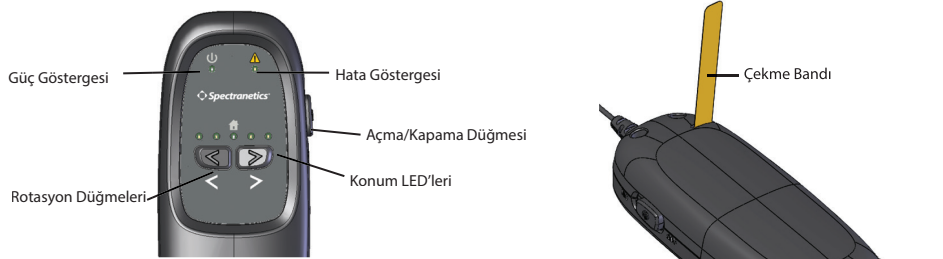 Güç Göstergesi
Hata Göstergesi
Spectranetics
Açma/Kapama Düğmesi
Konum LED'leri
Rotasyon Düğmeleri
Çekme Bandı